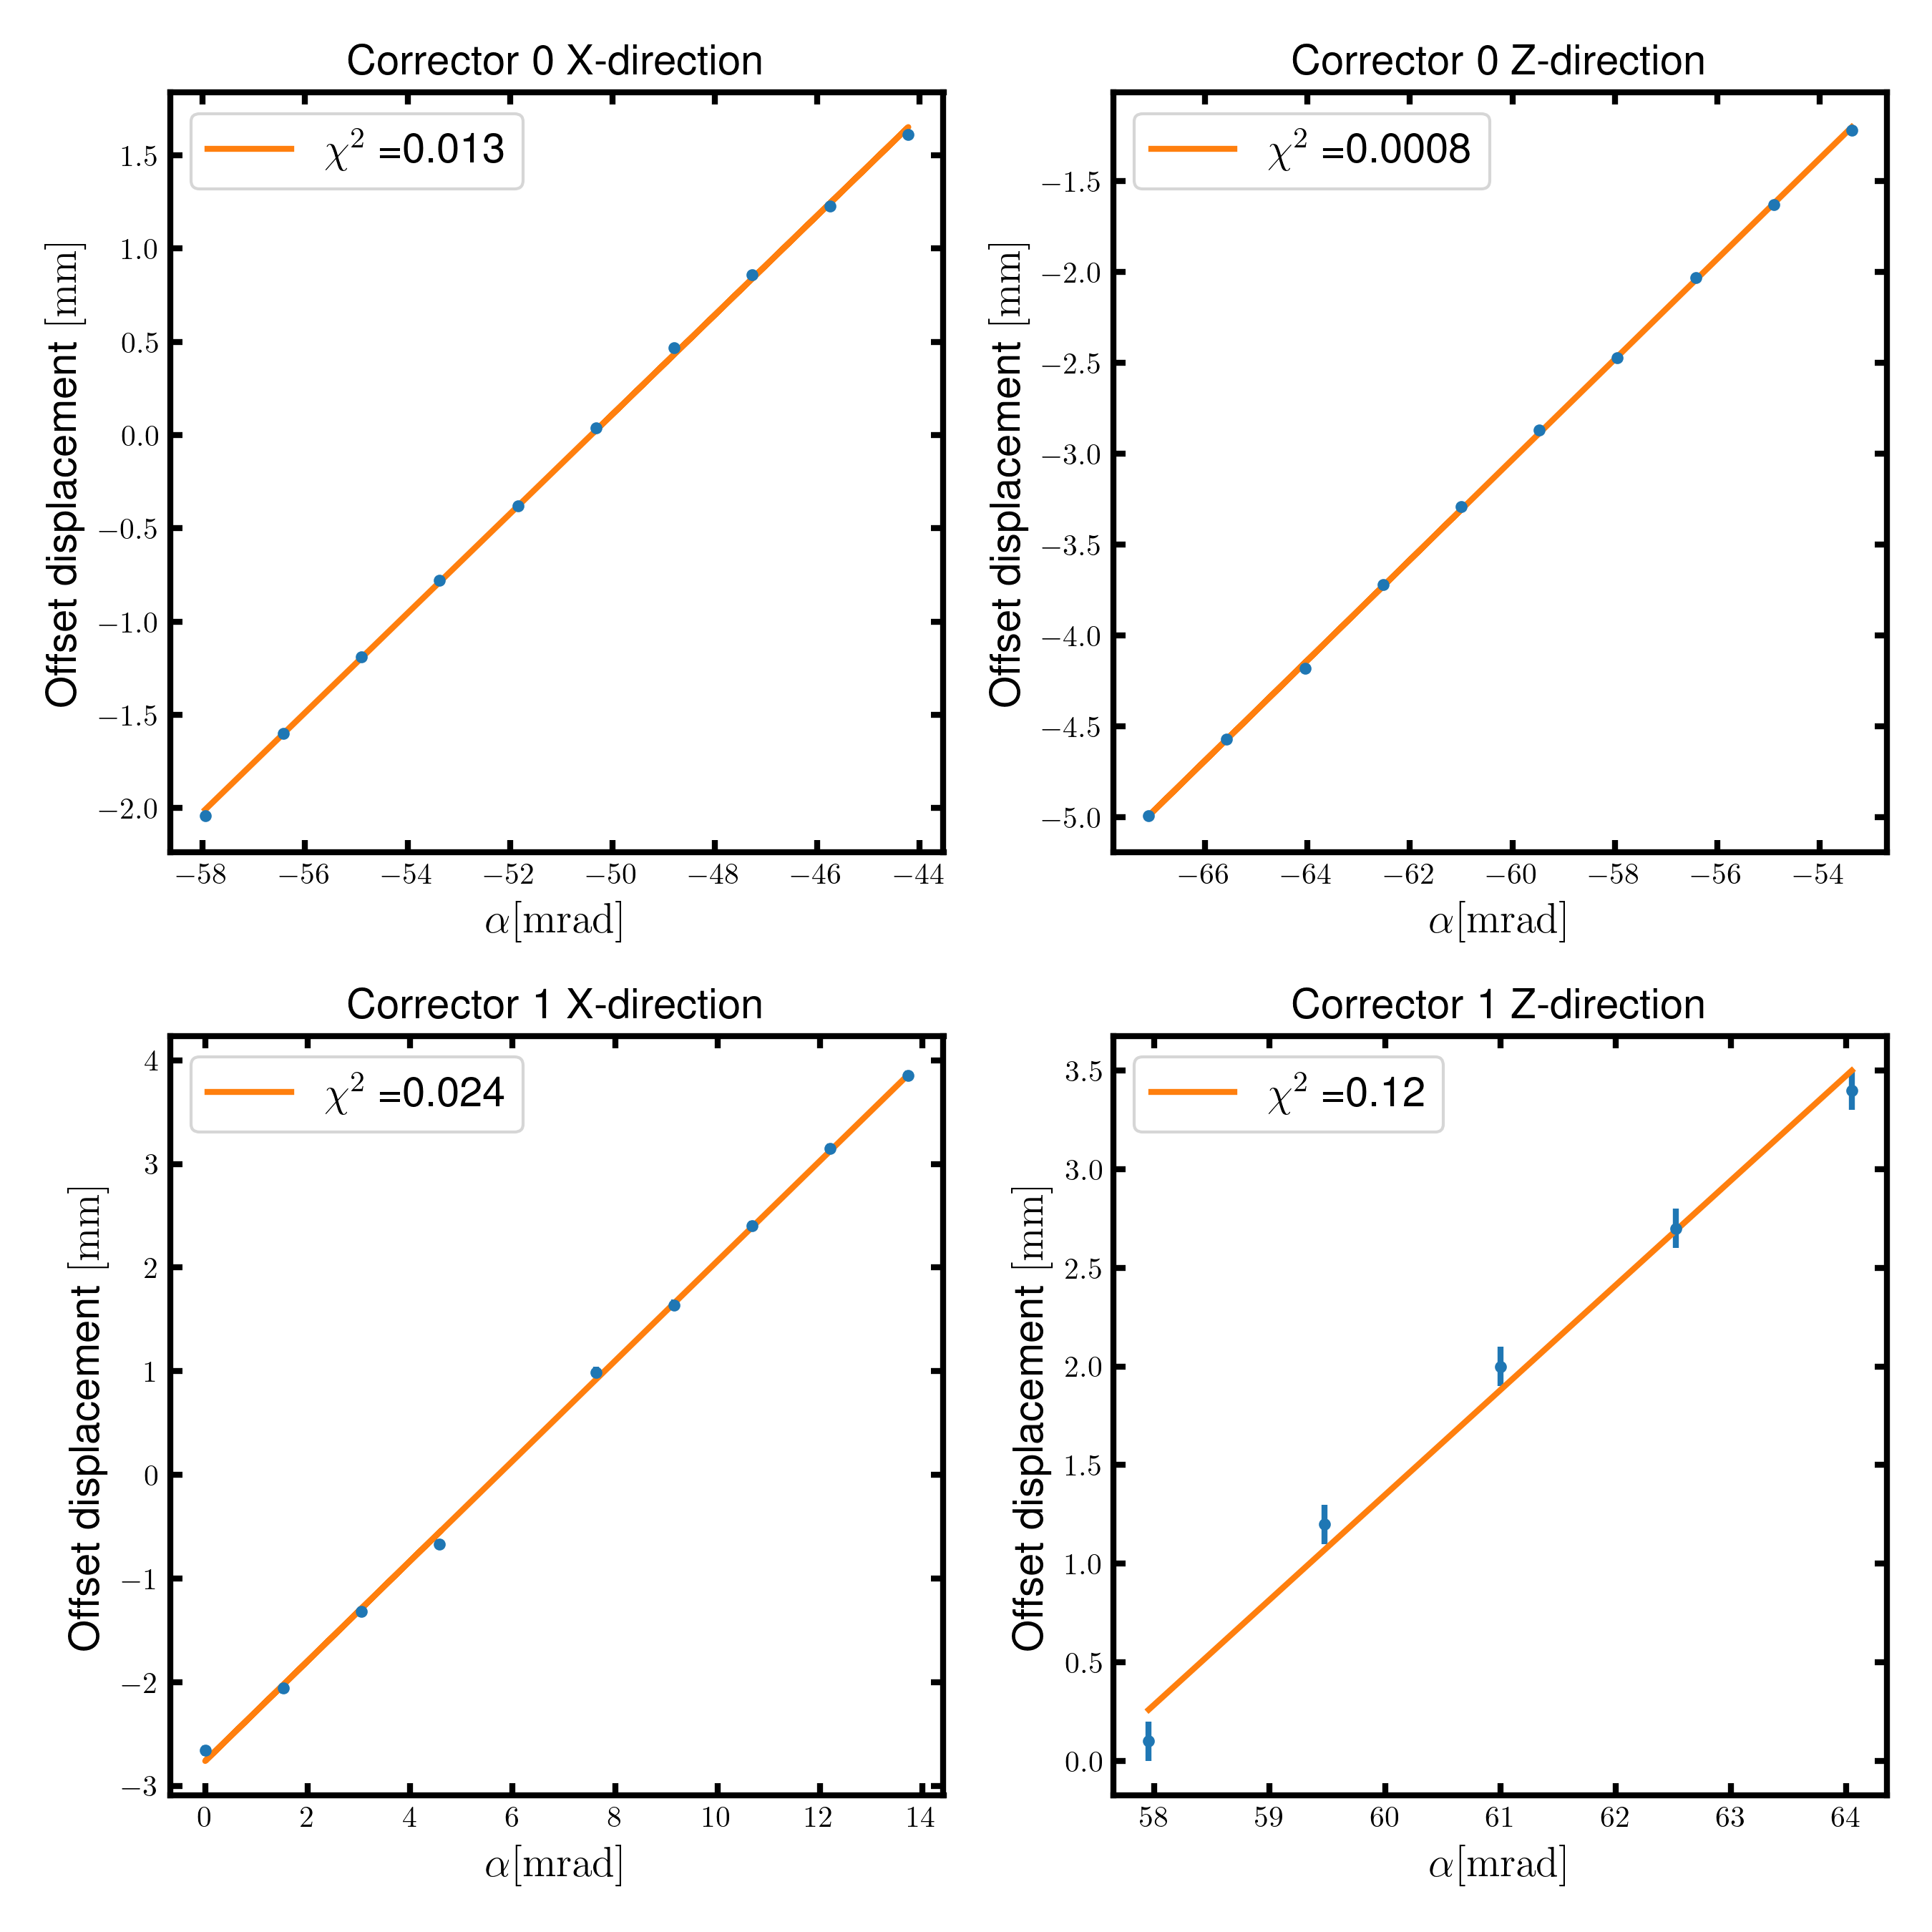 Corrector 0 X-direction
χ² =0.013
Offset displacement [mm]
1.5
1.0
0.5
0.0
−0.5
−1.0
−1.5
−2.0
−58 −56 −54 −52 −50 −48 −46 −44
α[mrad]
Corrector 0 Z-direction
χ² =0.0008
Offset displacement [mm]
−1.5
−2.0
−2.5
−3.0
−3.5
−4.0
−4.5
−5.0
−66 −64 −62 −60 −58 −56 −54
α[mrad]
Corrector 1 X-direction
χ² =0.024
Offset displacement [mm]
4
3
2
1
0
−1
−2
−3
0 2 4 6 8 10 12 14
α[mrad]
Corrector 1 Z-direction
χ² =0.12
Offset displacement [mm]
3.5
3.0
2.5
2.0
1.5
1.0
0.5
0.0
58 59 60 61 62 63 64
α[mrad]